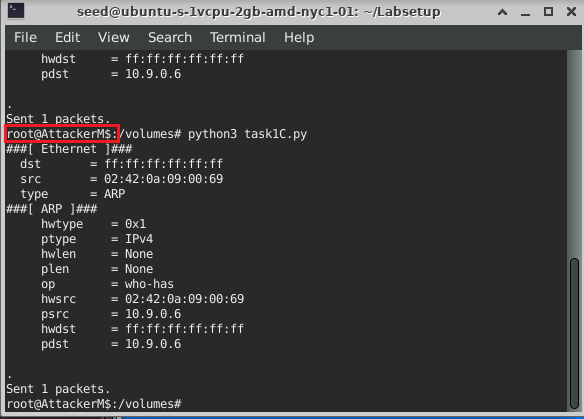 seed@ubuntu-s-1vcpu-2gb-amd-nyc1-01: ~/Labsetup
File Edit View Search Terminal Help
hwdst = ff:ff:ff:ff:ff:ff
pdst = 10.9.0.6
.
Sent 1 packets.
root@AttackerM$:/volumes# python3 task1C.py
###[ Ethernet ]###
dst = ff:ff:ff:ff:ff:ff
src = 02:42:0a:09:00:69
type = ARP
###[ ARP ]###
hwtype = 0x1
ptype = IPv4
hwlen = None
plen = None
op = who-has
hwsrc = 02:42:0a:09:00:69
psrc = 10.9.0.6
hwdst = ff:ff:ff:ff:ff:ff
pdst = 10.9.0.6
.
Sent 1 packets.
root@AttackerM$:/volumes#